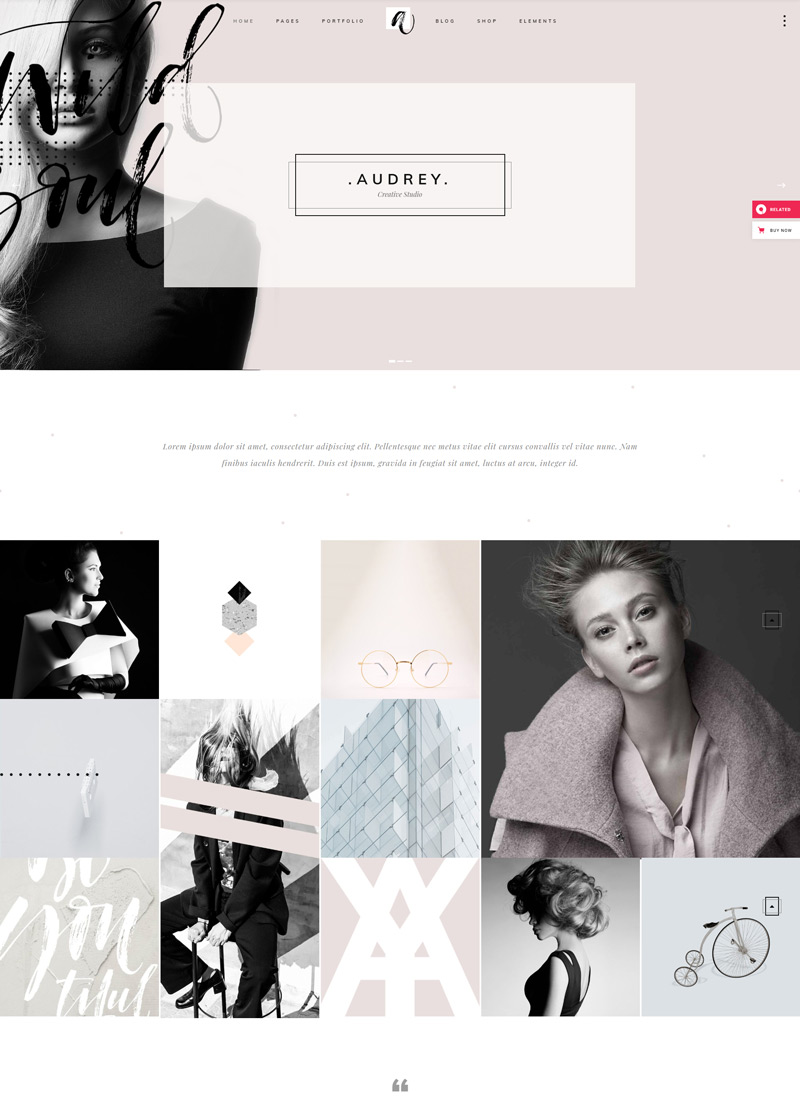 HOME PAGES PORTFOLIO a BLOG SHOP ELEMENTS
Wild
Soul
.AUDREY.
Creative Studio
RELATED
BUY NOW
Lorem ipsum dolor sit amet, consectetur adipiscing elit. Pellentesque nec metus vitae elit cursus convallis vel vitae nunc. Nam
finibus iaculis hendrerit. Duis est ipsum, gravida in feugiat sit amet, luctus at arcu, integer id.
you
tiful
“